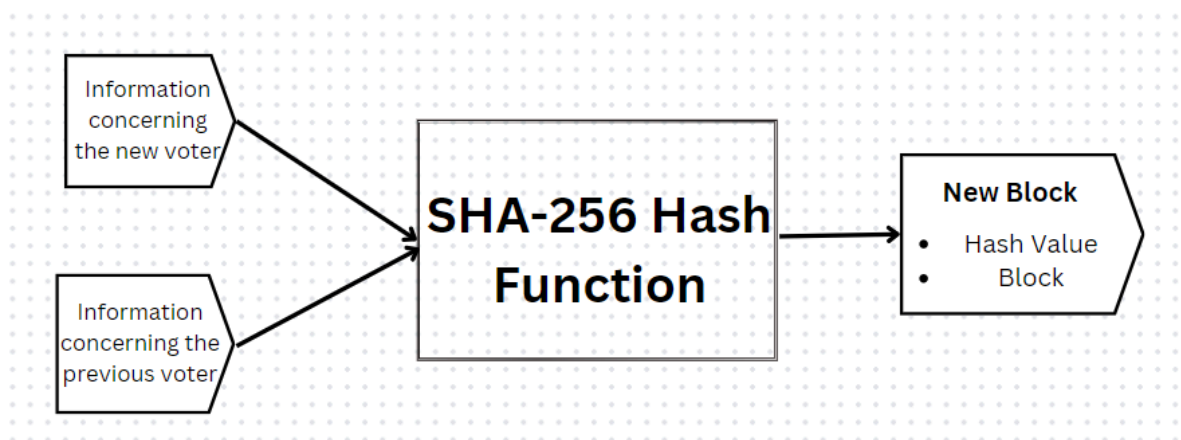 Information
concerning
the new voter
Information
concerning the
previous voter
SHA-256 Hash
Function
New Block
• Hash Value
• Block